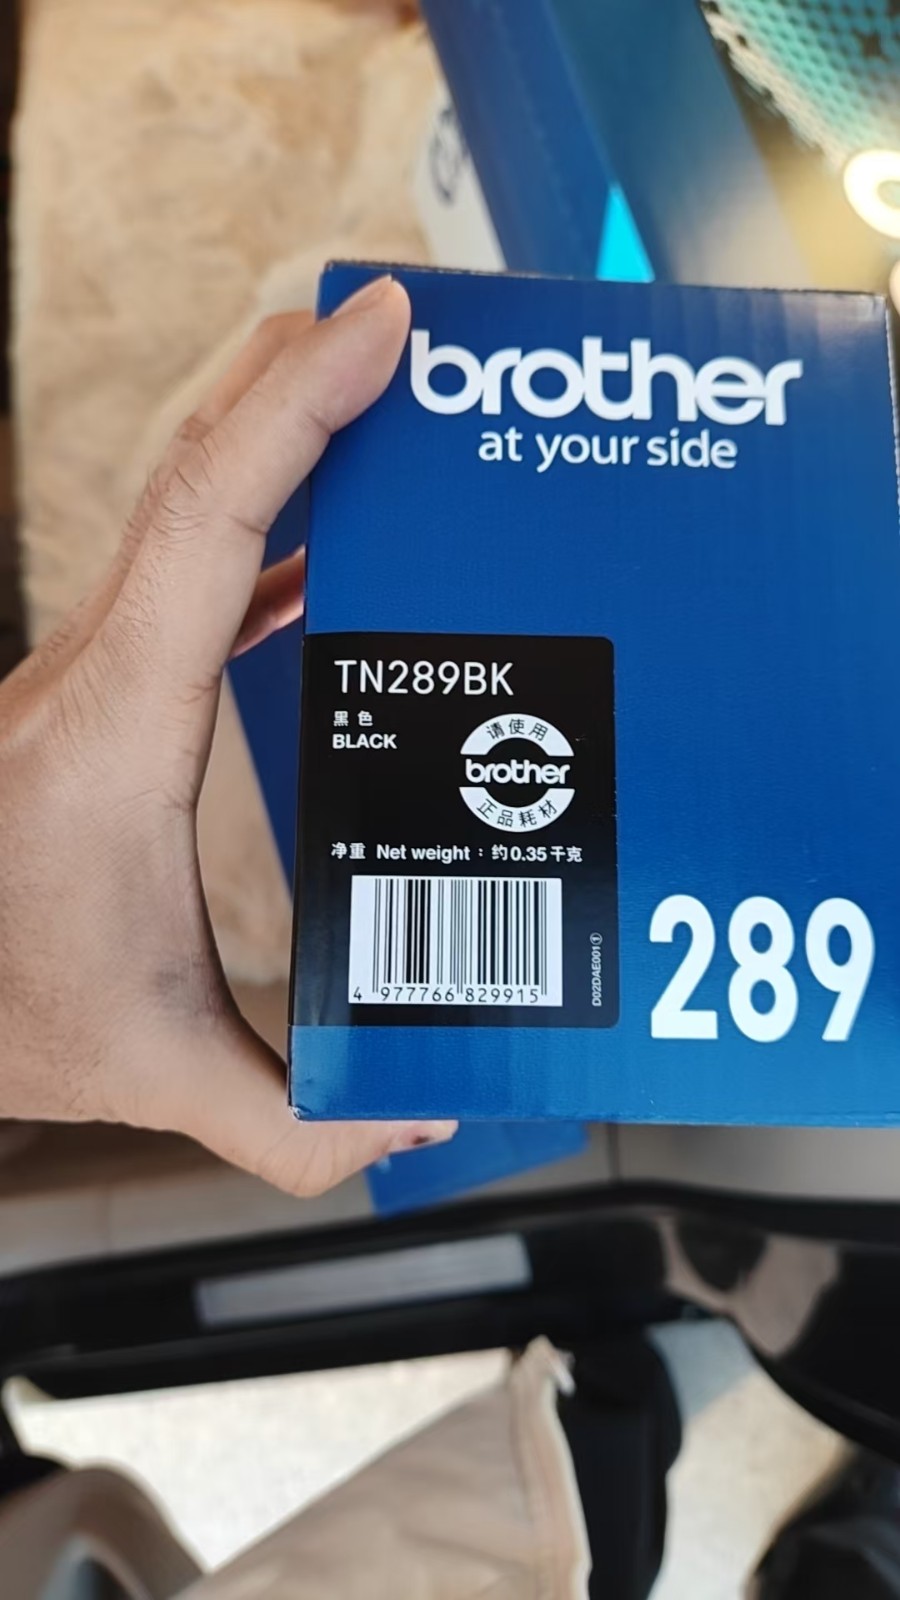 brother
at your side
TN289BK
黑色
BLACK
请使用
brother
正品耗材
净重 Net weight：约0.35千克
4 977766 829915
D02DAE001①
289